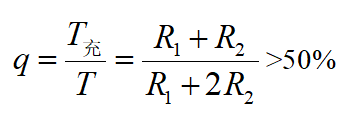 q = T充/T = (R₁ + R₂)/(R₁ + 2R₂) >50%